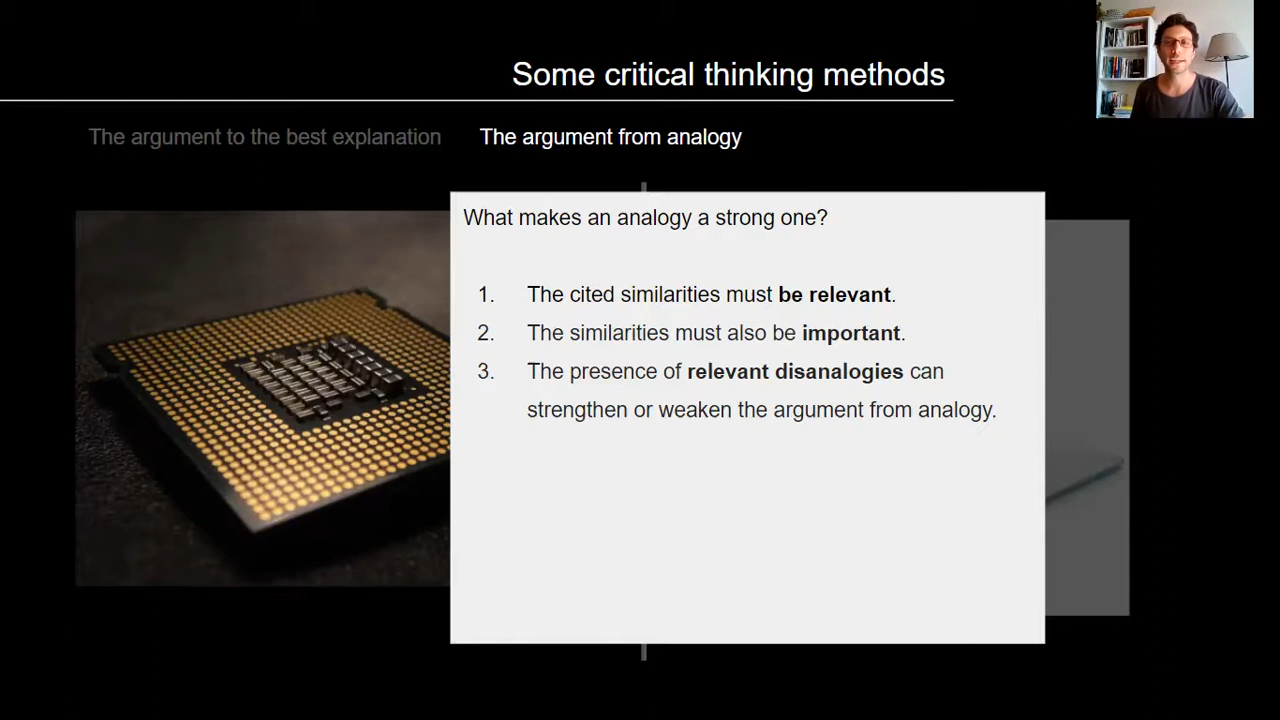 Some critical thinking methods
The argument to the best explanation
The argument from analogy
What makes an analogy a strong one?
1. The cited similarities must be relevant.
2. The similarities must also be important.
3. The presence of relevant disanalogies can
strengthen or weaken the argument from analogy.